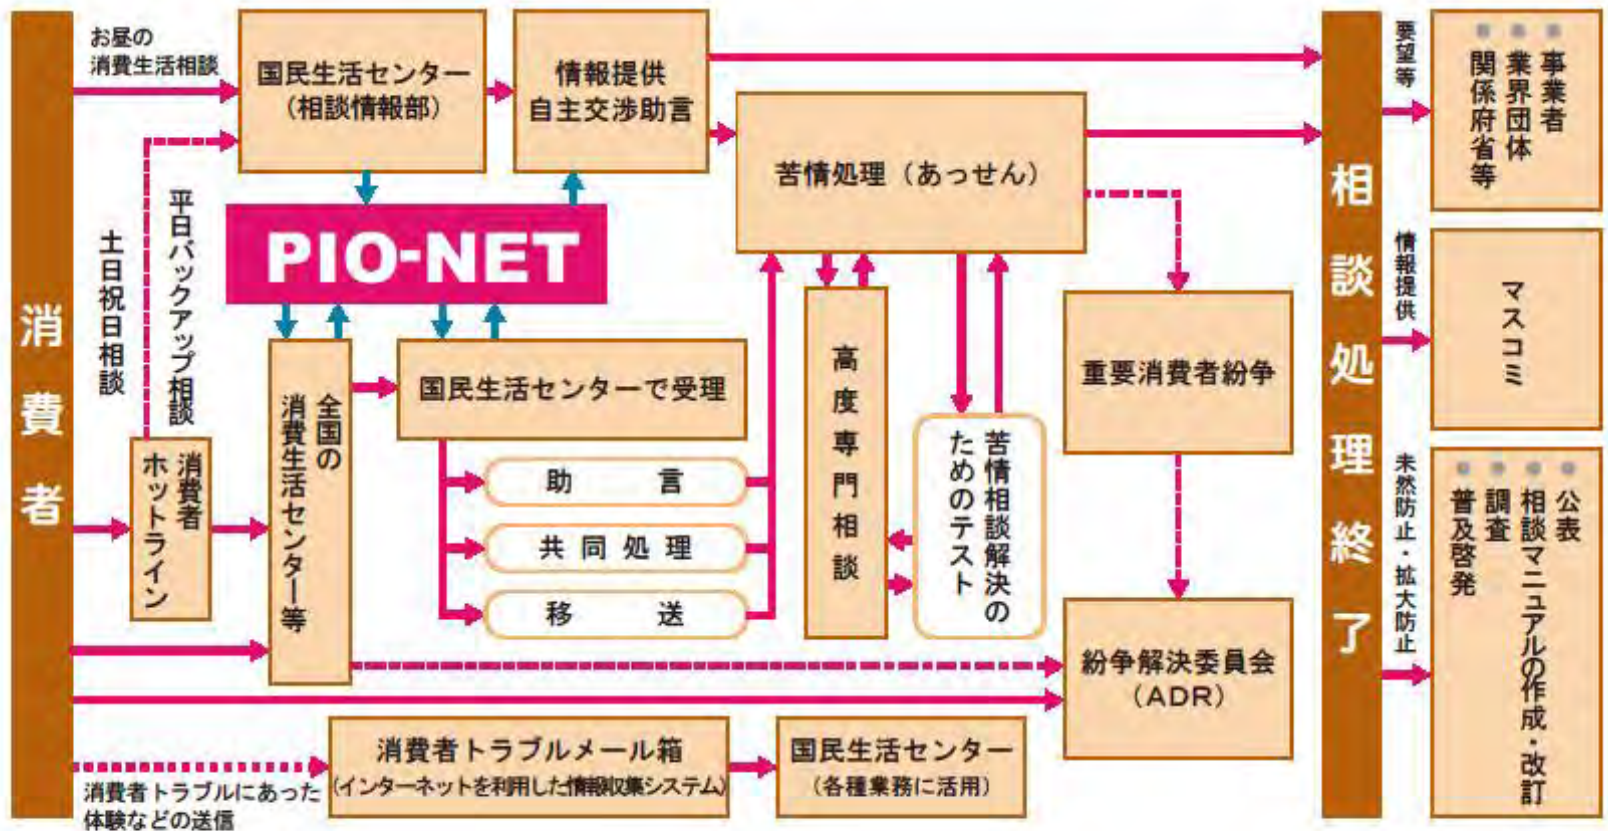 消費者
お昼の
消費生活相談
土日祝日相談
平日バックアップ相談
消費者
ホットライン
国民生活センター
（相談情報部）
情報提供
自主交渉助言
PIO-NET
全国の
消費生活センター等
国民生活センターで受理
助言
共同処理
移送
苦情処理（あっせん）
高度専門相談
苦情相談解決の
ためのテスト
重要消費者紛争
紛争解決委員会
（ADR）
消費者トラブルにあった
体験などの送信
消費者トラブルメール箱
（インターネットを利用した情報収集システム）
国民生活センター
（各種業務に活用）
相談処理終了
要望等
●事業者
●業界団体
●関係府省等
情報提供
マスコミ
未然防止・拡大防止
●公表
●相談マニュアルの作成・改訂
●調査
●普及啓発